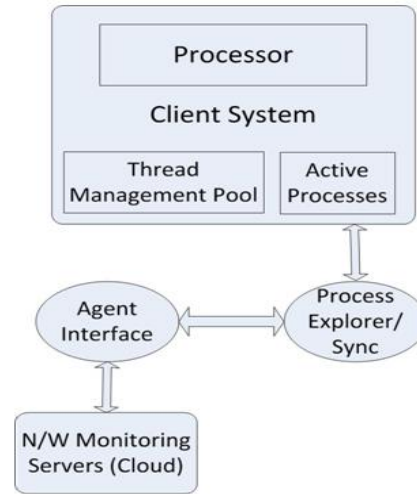 Processor
Client System
Thread
Management Pool
Active
Processes
Agent
Interface
Process
Explorer/
Sync
N/W Monitoring
Servers (Cloud)